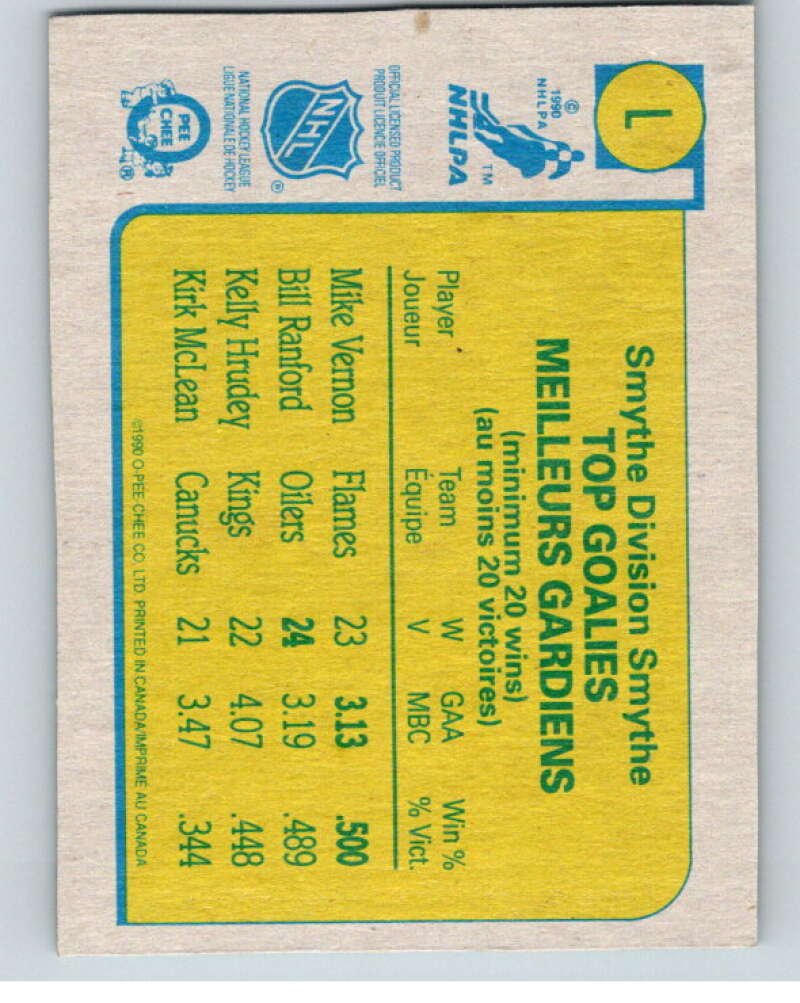 L
© 1990
NHLPA
NHLPA
TM
OFFICIAL LICENSED PRODUCT
PRODUIT LICENCIÉ OFFICIEL
NHL
®
NATIONAL HOCKEY LEAGUE
LIGUE NATIONALE DE HOCKEY
O
PEE
CHEE
®
Smythe Division Smythe
TOP GOALIES
MEILLEURS GARDIENS
(minimum 20 wins)
(au moins 20 victoires)
Player Team W GAA Win %
Joueur Équipe V MBC % Vict.
Mike Vernon Flames 23 3.13 .500
Bill Ranford Oilers 24 3.19 .489
Kelly Hrudey Kings 22 4.07 .448
Kirk McLean Canucks 21 3.47 .344
©1990 O-PEE-CHEE CO. LTD. PRINTED IN CANADA/IMPRIMÉ AU CANADA